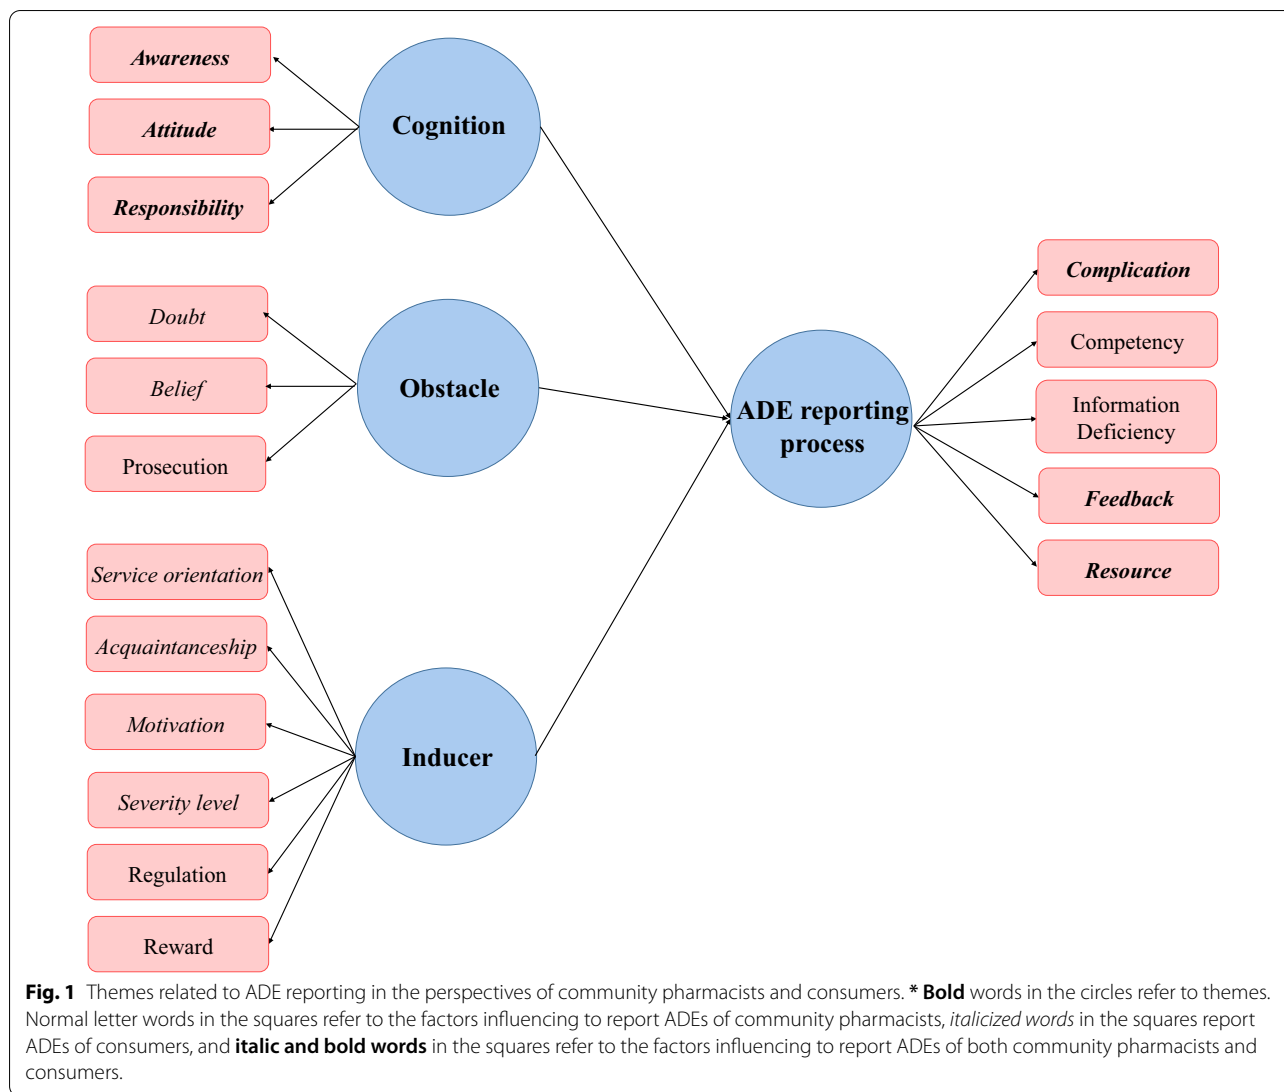 Awareness
Attitude
Responsibility
Cognition
Doubt
Belief
Prosecution
Obstacle
Service orientation
Acquaintanceship
Motivation
Severity level
Regulation
Reward
Inducer
ADE reporting
process
Complication
Competency
Information
Deficiency
Feedback
Resource
Fig. 1 Themes related to ADE reporting in the perspectives of community pharmacists and consumers. * Bold words in the circles refer to themes.
Normal letter words in the squares refer to the factors influencing to report ADEs of community pharmacists, italicized words in the squares report
ADEs of consumers, and italic and bold words in the squares refer to the factors influencing to report ADEs of both community pharmacists and
consumers.